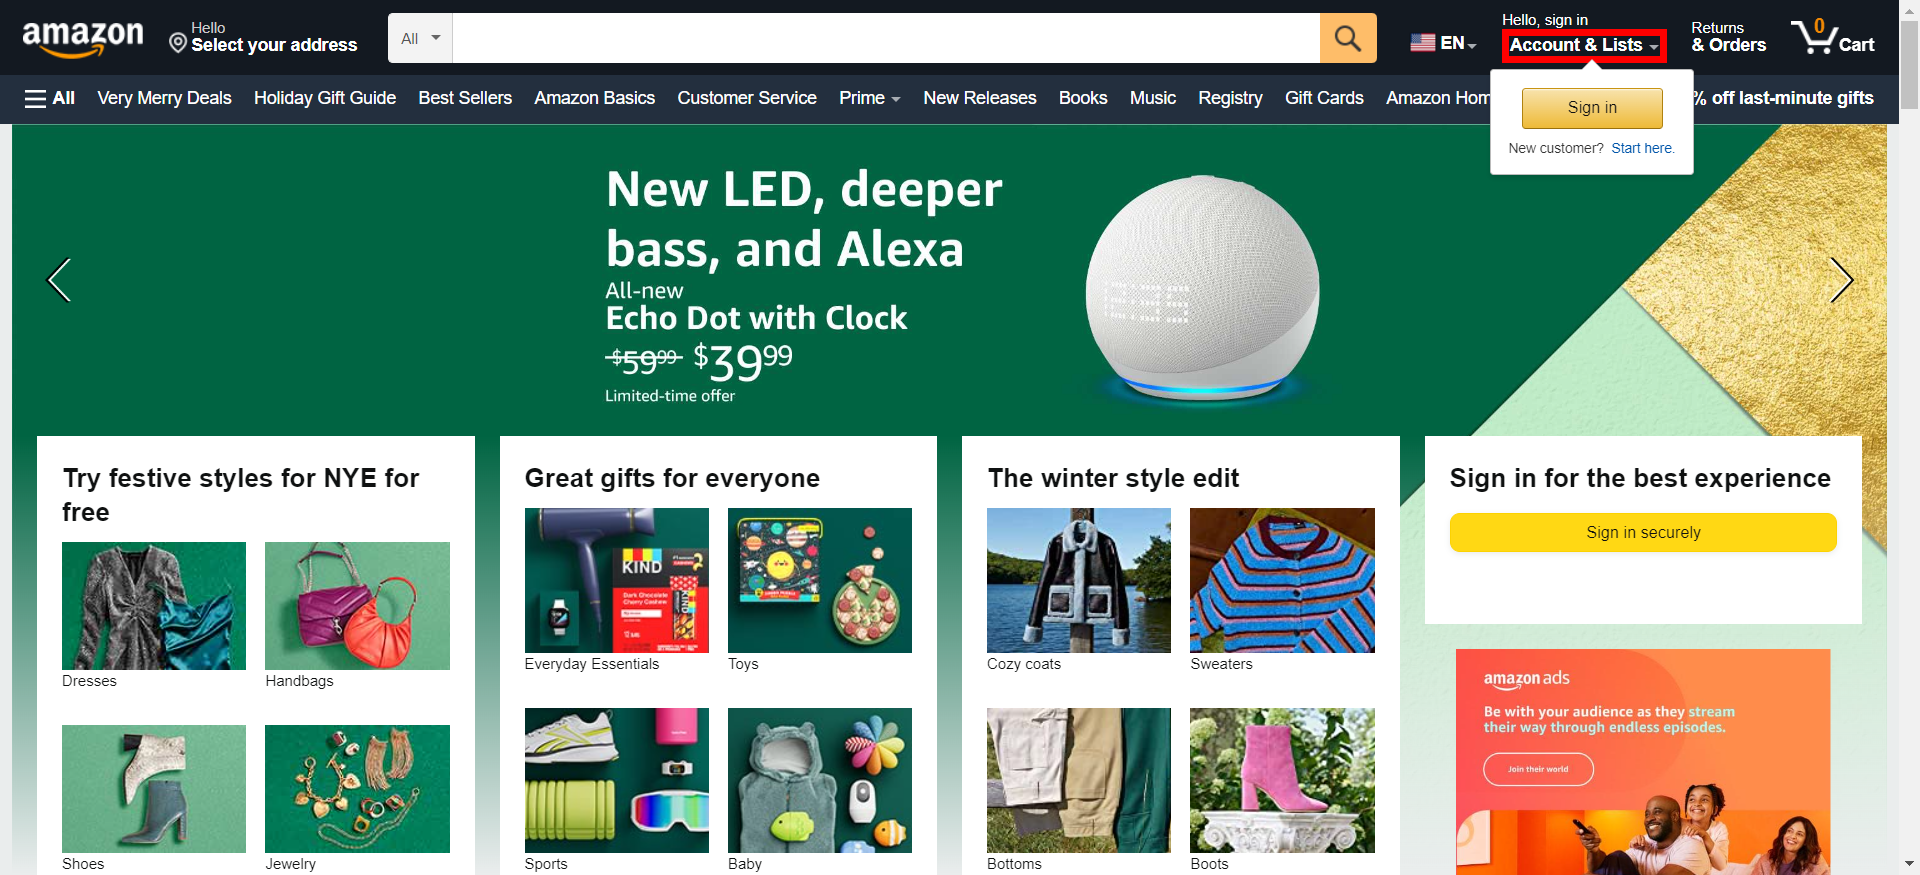 amazon
Hello
Select your address
All
EN
Hello, sign in
Account & Lists
Returns
& Orders
0
Cart
All
Very Merry Deals
Holiday Gift Guide
Best Sellers
Amazon Basics
Customer Service
Prime
New Releases
Books
Music
Registry
Gift Cards
Amazon Hom
% off last-minute gifts
Sign in
New customer? Start here.
New LED, deeper
bass, and Alexa
All-new
Echo Dot with Clock
$59.99 $39.99
Limited-time offer
Try festive styles for NYE for
free
Dresses
Handbags
Shoes
Jewelry
Great gifts for everyone
KIND
Dark Chocolate
Cherry Cashew
Everyday Essentials
Toys
Sports
Baby
The winter style edit
Cozy coats
Sweaters
Bottoms
Boots
Sign in for the best experience
Sign in securely
amazon ads
Be with your audience as they stream
their way through endless episodes.
Join their world